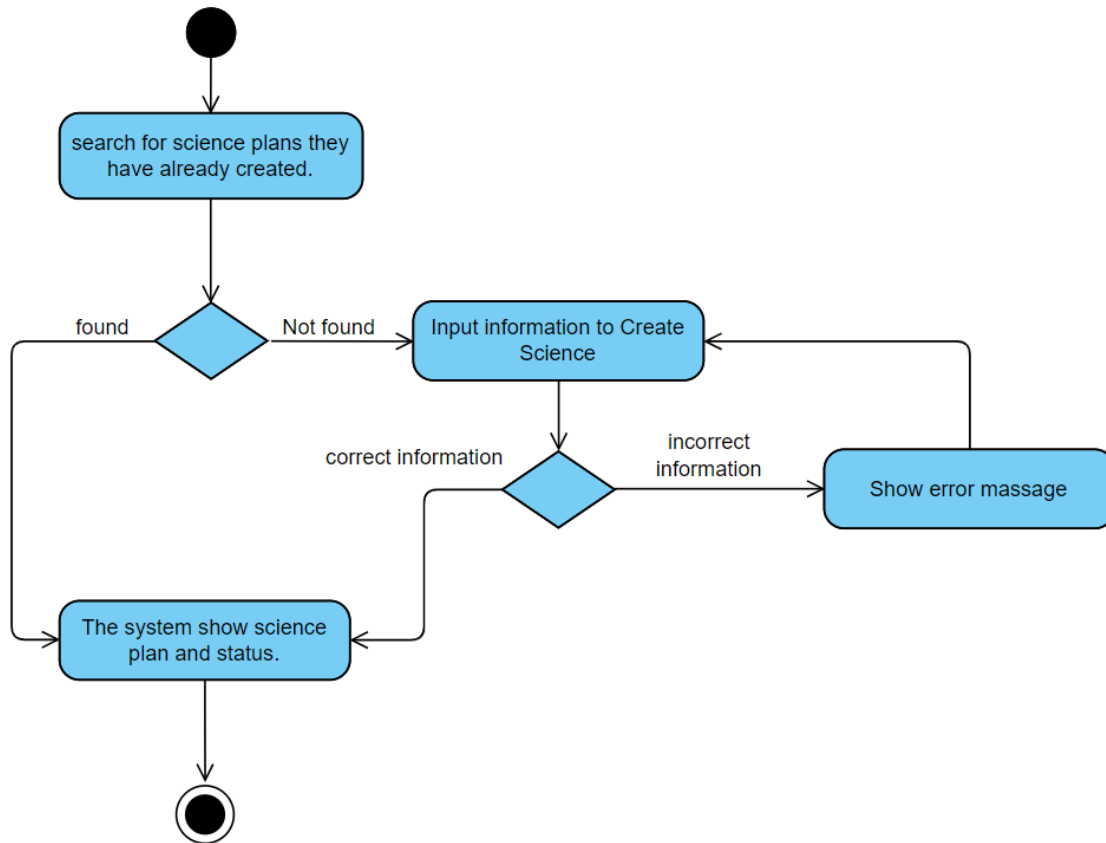 search for science plans they
have already created.
found
Not found
Input information to Create
Science
correct information
incorrect
information
Show error massage
The system show science
plan and status.